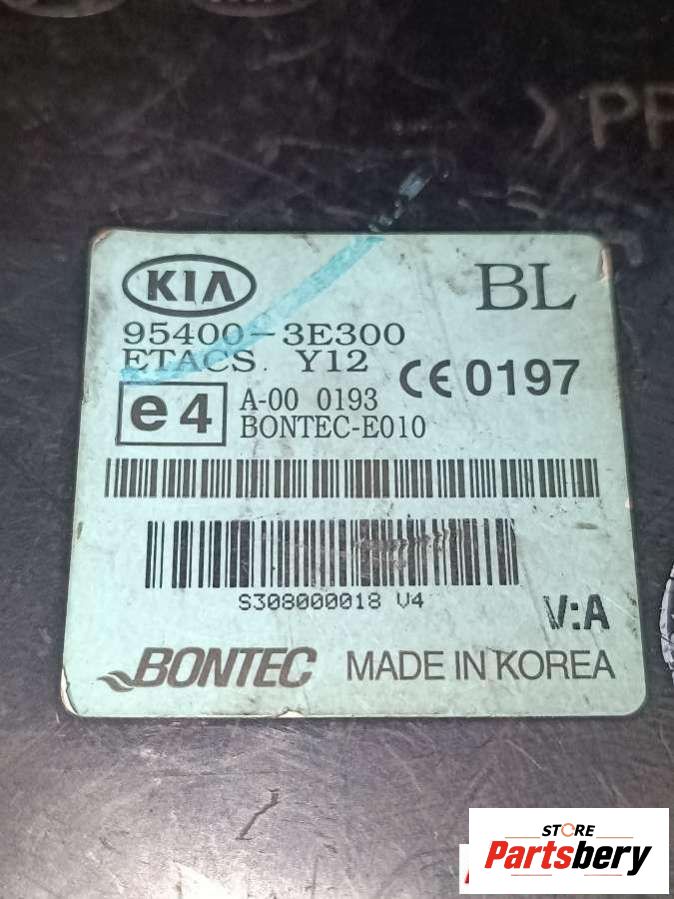 >PP
KIA
BL
95400-3E300
ETACS. Y12
CE 0197
e4
A-00 0193
BONTEC-E010
S308000018 V4
V:A
BONTEC
MADE IN KOREA
STORE
Partsbery